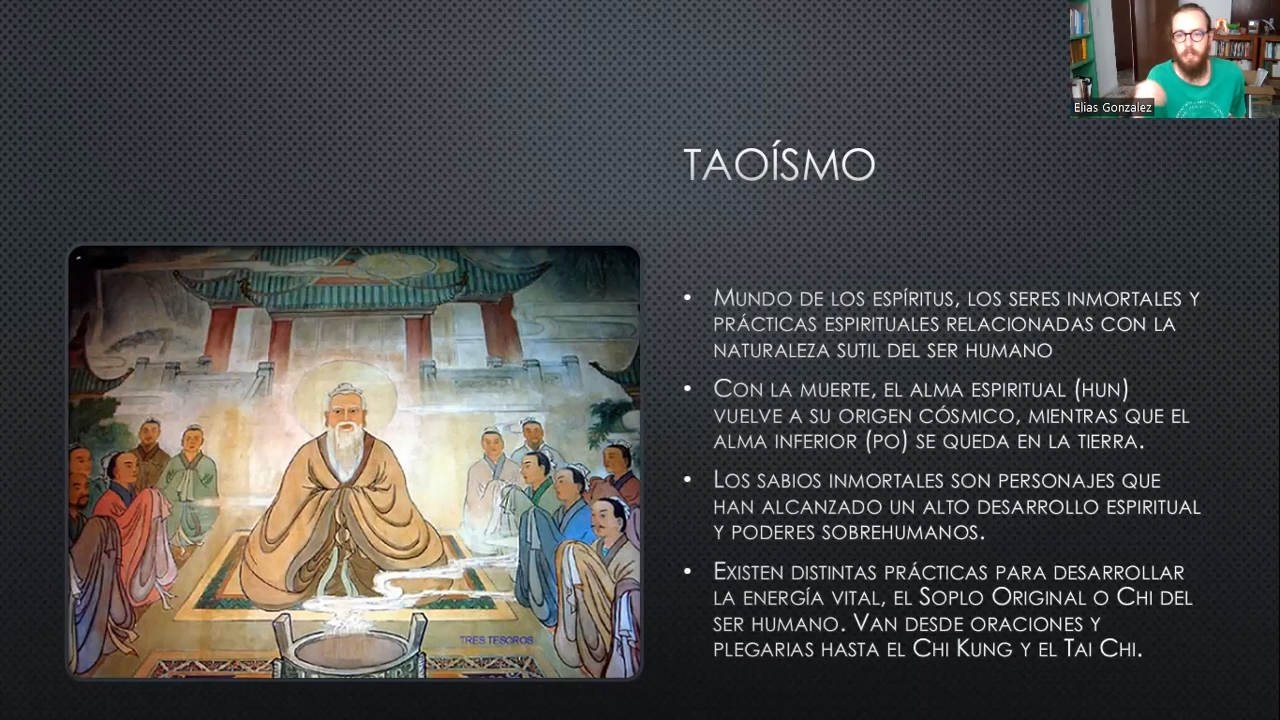 Elias Gonzalez
TAOÍSMO
• MUNDO DE LOS ESPÍRITUS, LOS SERES INMORTALES Y
PRÁCTICAS ESPIRITUALES RELACIONADAS CON LA
NATURALEZA SUTIL DEL SER HUMANO
• CON LA MUERTE, EL ALMA ESPIRITUAL (HUN)
VUELVE A SU ORIGEN CÓSMICO, MIENTRAS QUE EL
ALMA INFERIOR (PO) SE QUEDA EN LA TIERRA.
• LOS SABIOS INMORTALES SON PERSONAJES QUE
HAN ALCANZADO UN ALTO DESARROLLO ESPIRITUAL
Y PODERES SOBREHUMANOS.
• EXISTEN DISTINTAS PRÁCTICAS PARA DESARROLLAR
LA ENERGÍA VITAL, EL SOPLO ORIGINAL O CHI DEL
SER HUMANO. VAN DESDE ORACIONES Y
PLEGARIAS HASTA EL CHI KUNG Y EL TAI CHI.
TRES TESOROS